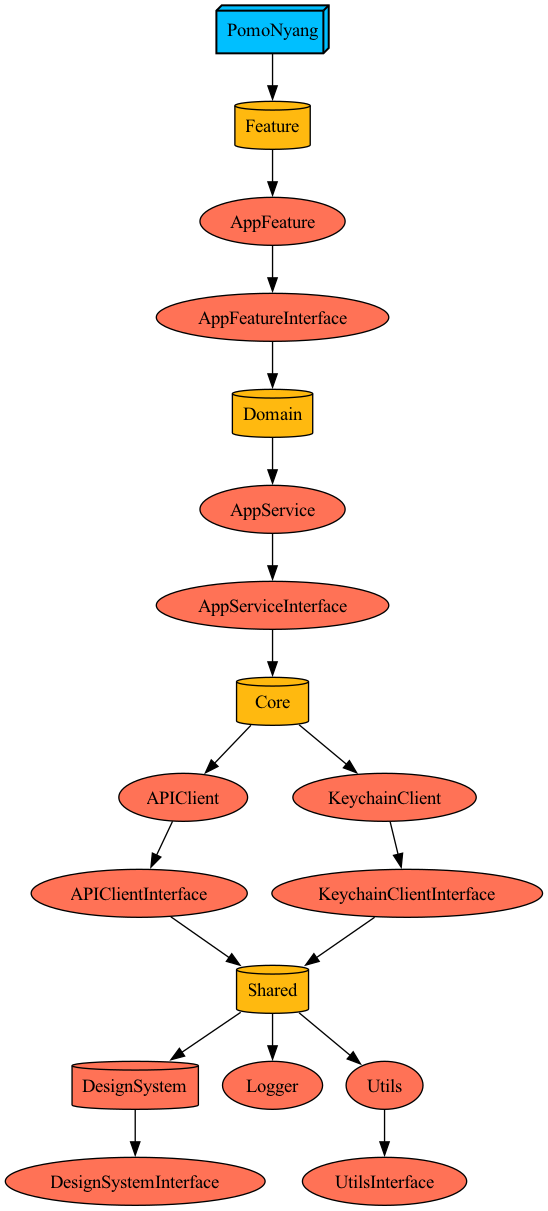 PomoNyang
Feature
AppFeature
AppFeatureInterface
Domain
AppService
AppServiceInterface
Core
APIClient
KeychainClient
APIClientInterface
KeychainClientInterface
Shared
DesignSystem
Logger
Utils
DesignSystemInterface
UtilsInterface